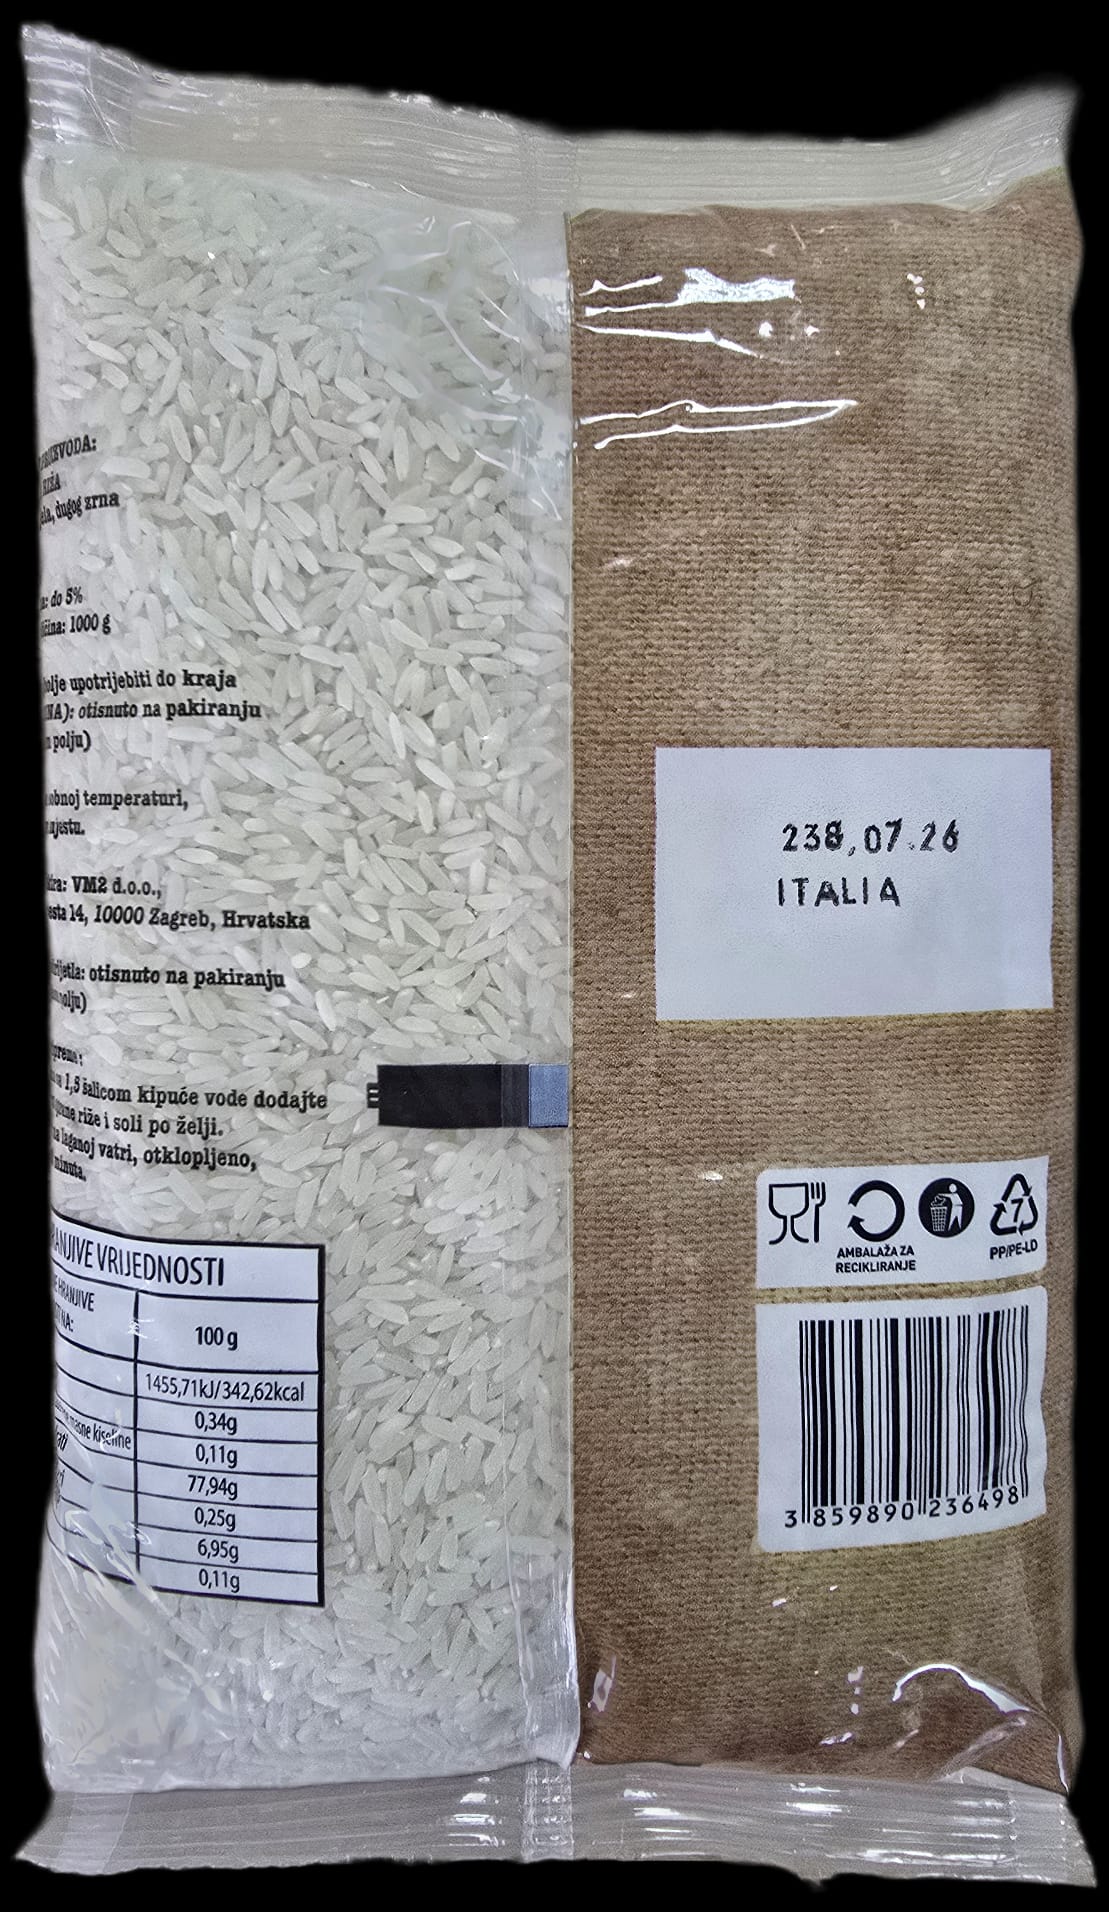 RIŽA
dugog zrna
do 5%
1000 g
upotrijebiti do kraja
otisnuto na pakiranju
polju)
temperaturi,
VM2 d.o.o.,
14, 10000 Zagreb, Hrvatska
otisnuto na pakiranju
1,5 šalicom kipuće vode dodajte
riže i soli po želji.
laganoj vatri, otklopljeno,
minuta.
VRIJEDNOSTI
HRANJIVE
100 g
1455,71kJ/342,62kcal
0,34g
masne kiseline
0,11g
77,94g
0,25g
6,95g
0,11g
238,07.26
ITALIA
AMBALAŽA ZA
RECIKLIRANJE
7
PP/PE-LD
3 859890 236498